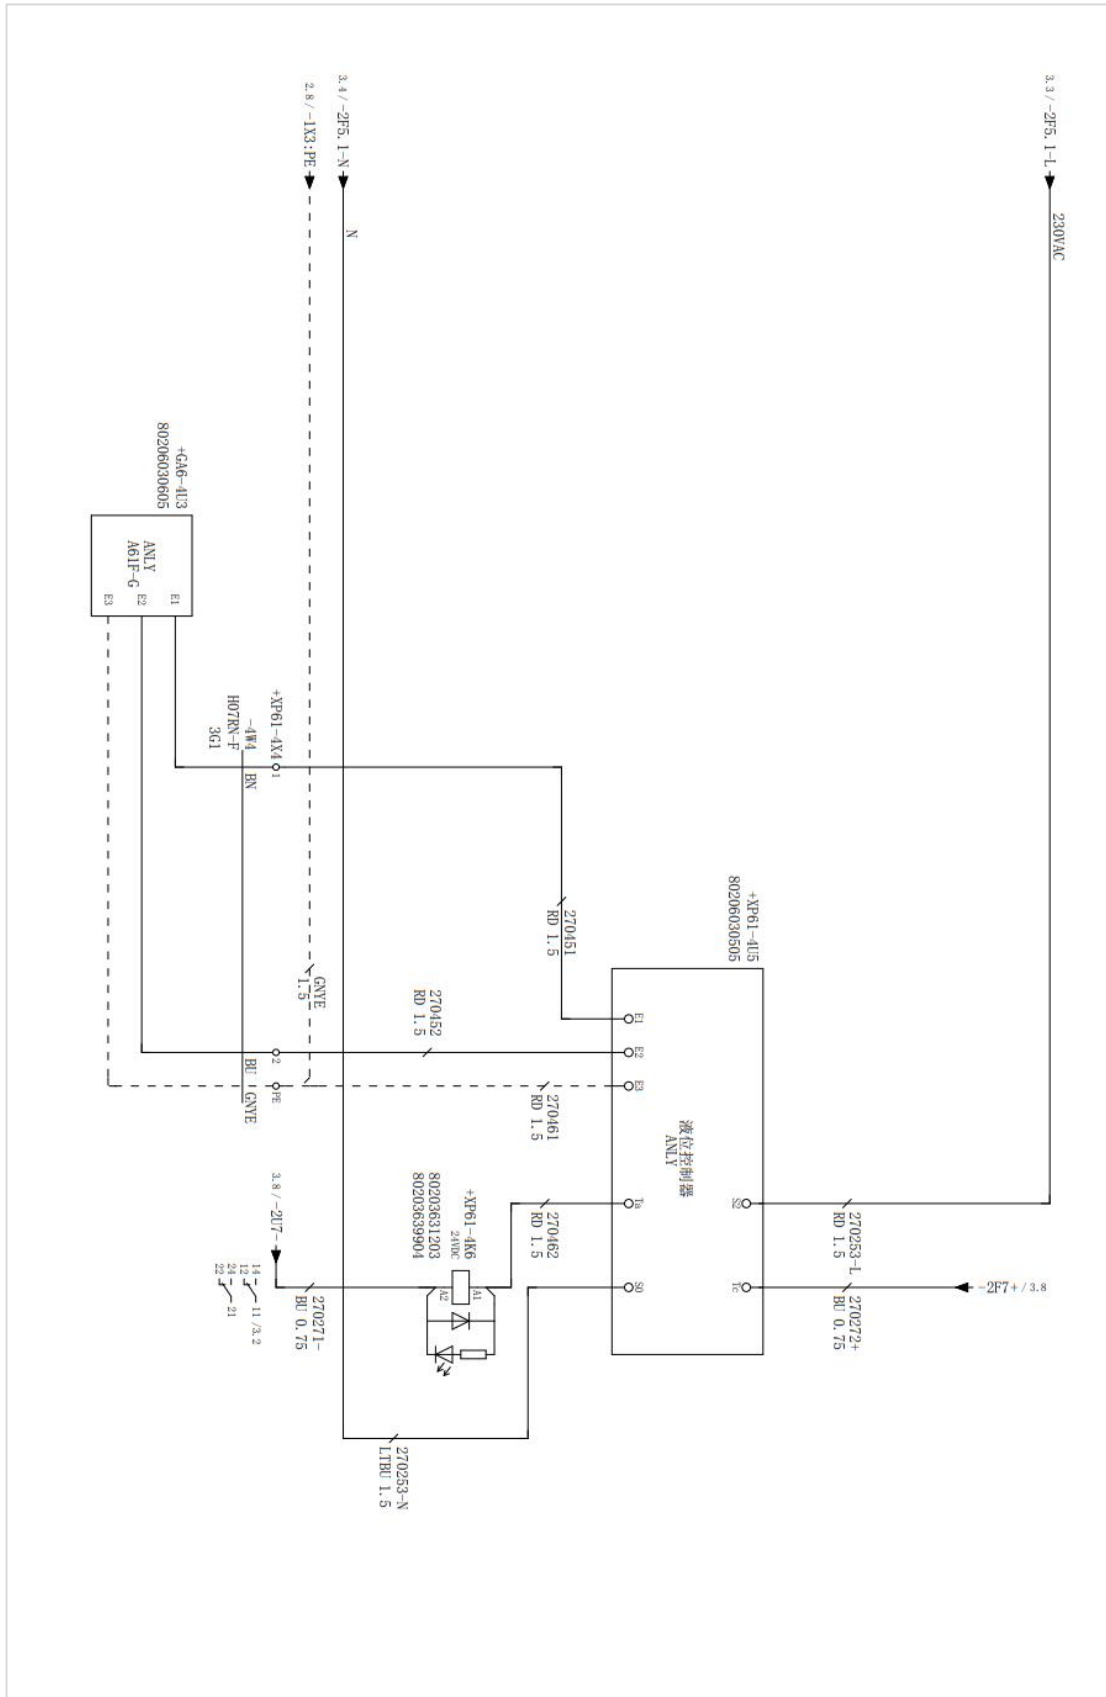 3.3 / -2F5.1-L
230VAC
3.4 / -2F5.1-N
N
2.8 / -1X3:PE
+XP61-4U5
80206030505
270253-L
RD 1.5
270272+
BU 0.75
-2F7+ / 3.8
S2
Tc
液位控制器
ANLY
E1
E2
E3
Ta
S0
270451
RD 1.5
270452
RD 1.5
270461
RD 1.5
270462
RD 1.5
+XP61-4K6
24VDC
80203631203
80203639904
A1
A2
270253-N
LTBU 1.5
GNYE
1.5
+XP61-4X4
1
2
PE
-4W4
H07RN-F
3G1
BN
BU
GNYE
3.8 / -2U7-
270271-
BU 0.75
14
12
11 /3.2
24
22
21
+GA6-4U3
80206030605
ANLY
A61F-G
E1
E2
E3